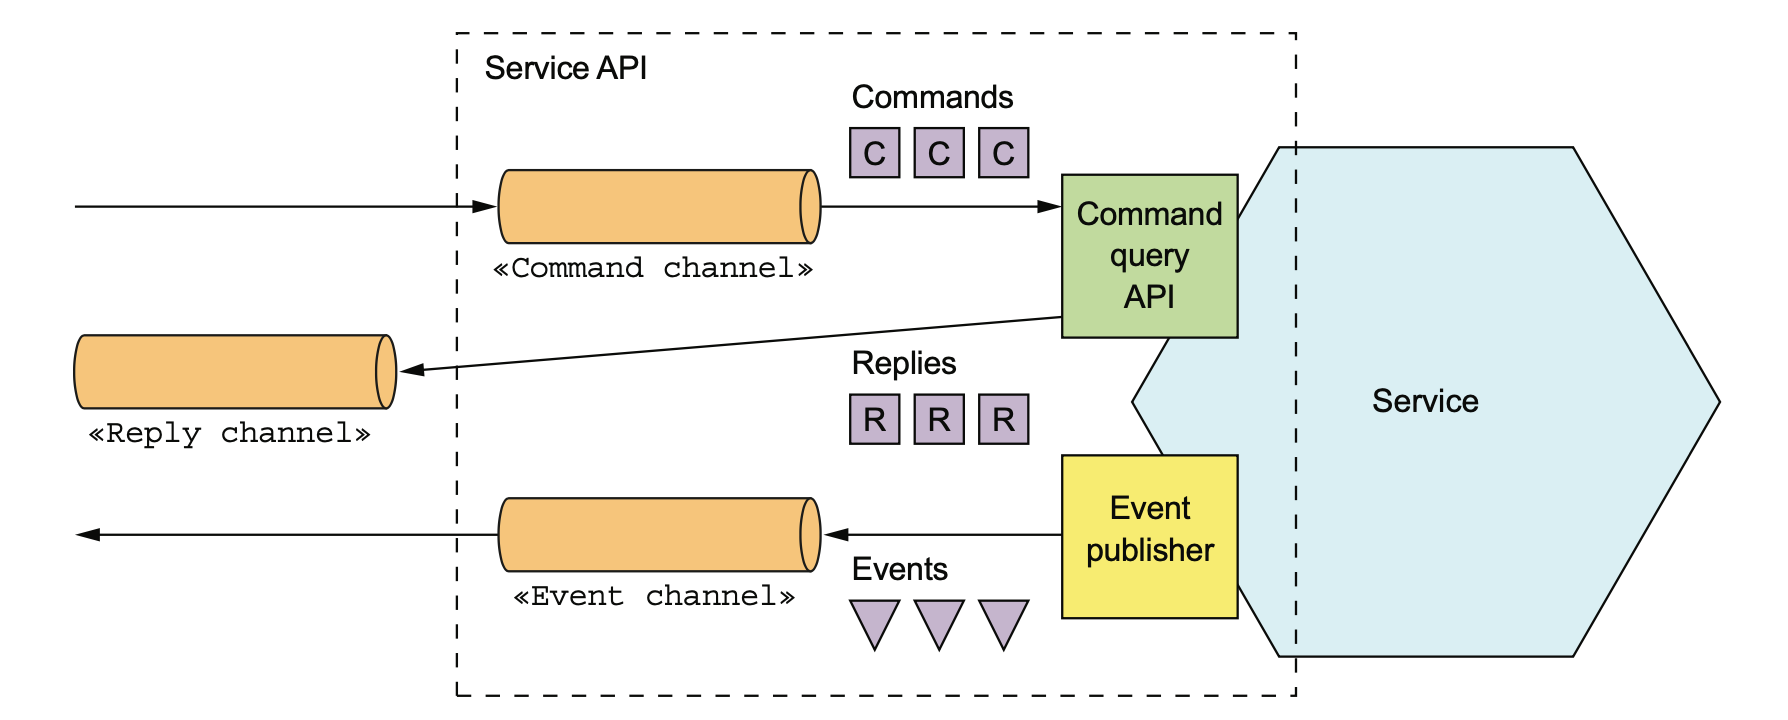 Service API
Commands
C C C
Command
query
API
«Command channel»
Replies
R R R
Service
«Reply channel»
Event
publisher
Events
«Event channel»